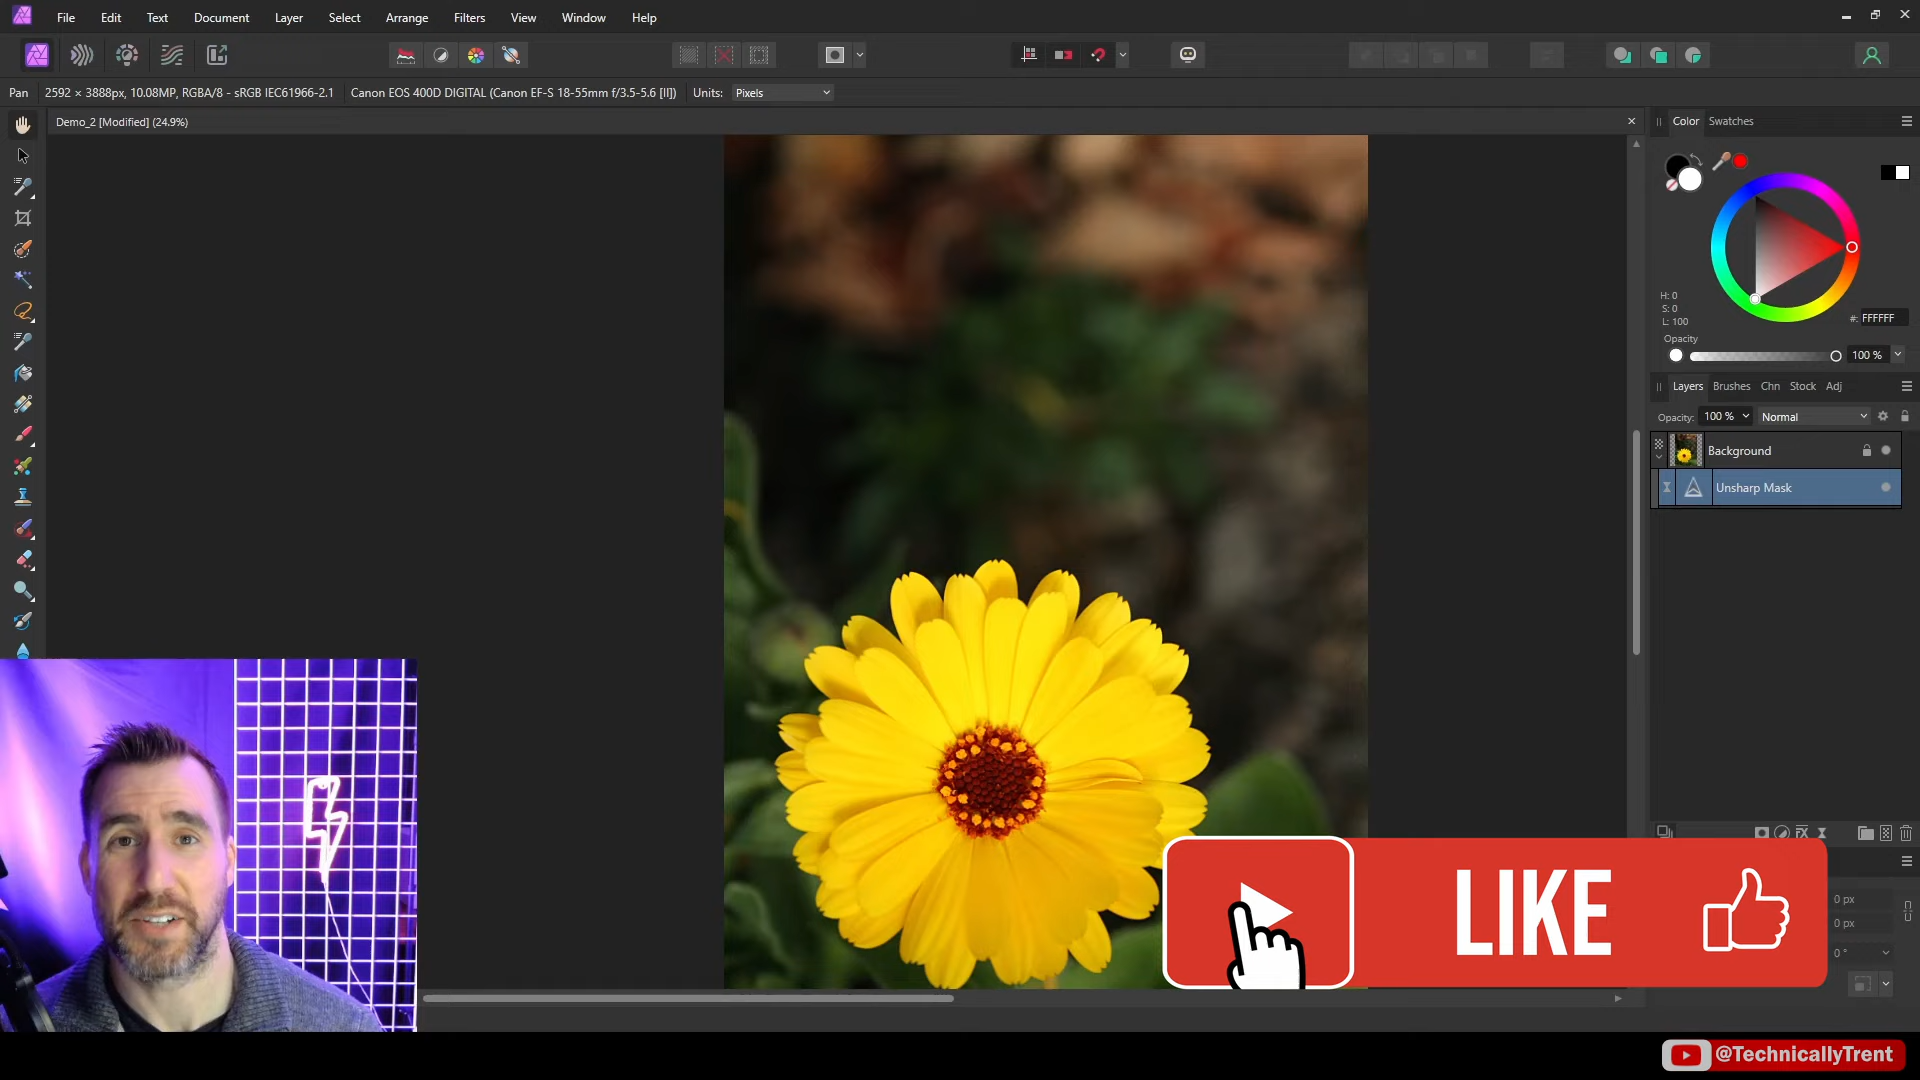 File Edit Text Document Layer Select Arrange Filters View Window Help
Pan 2592 × 3888px, 10.08MP, RGBA/8 - sRGB IEC61966-2.1 Canon EOS 400D DIGITAL (Canon EF-S 18-55mm f/3.5-5.6 [II]) Units: Pixels
Demo_2 [Modified] (24.9%)
Color Swatches
H: 0
S: 0
L: 100
#: FFFFFF
Opacity
100 %
Layers Brushes Chn Stock Adj
Opacity: 100 % Normal
Background
Unsharp Mask
0 px
0 px
0 °
LIKE
@TechnicallyTrent